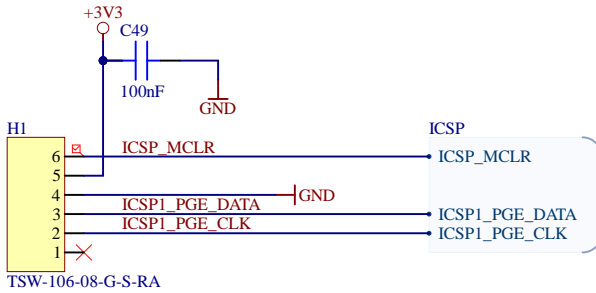 +3V3
C49
100nF
GND
H1
ICSP
6
ICSP_MCLR
ICSP_MCLR
5
4
GND
3
ICSP1_PGE_DATA
ICSP1_PGE_DATA
2
ICSP1_PGE_CLK
ICSP1_PGE_CLK
1
TSW-106-08-G-S-RA